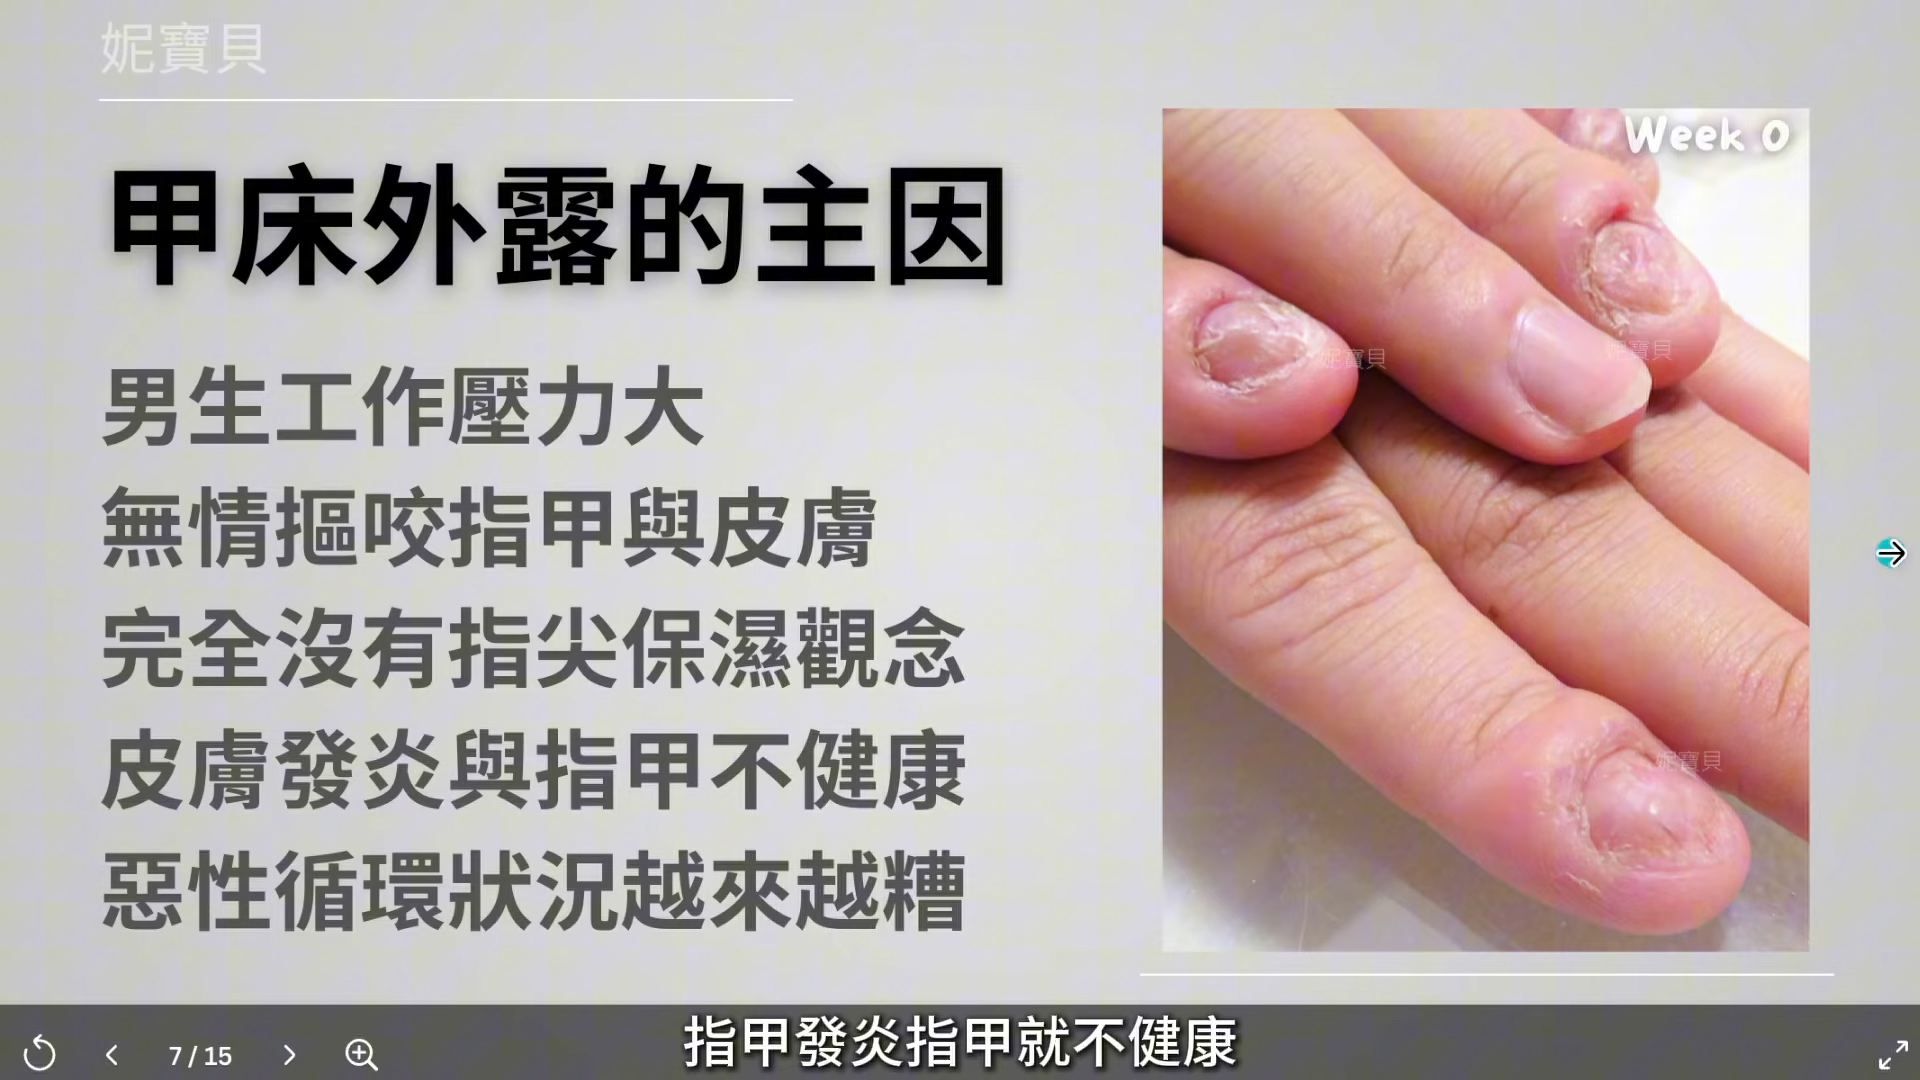 妮寶貝
甲床外露的主因
男生工作壓力大
無情摳咬指甲與皮膚
完全沒有指尖保濕觀念
皮膚發炎與指甲不健康
惡性循環狀況越來越糟
Week 0
妮寶貝
妮寶貝
妮寶貝
指甲發炎指甲就不健康
7 / 15